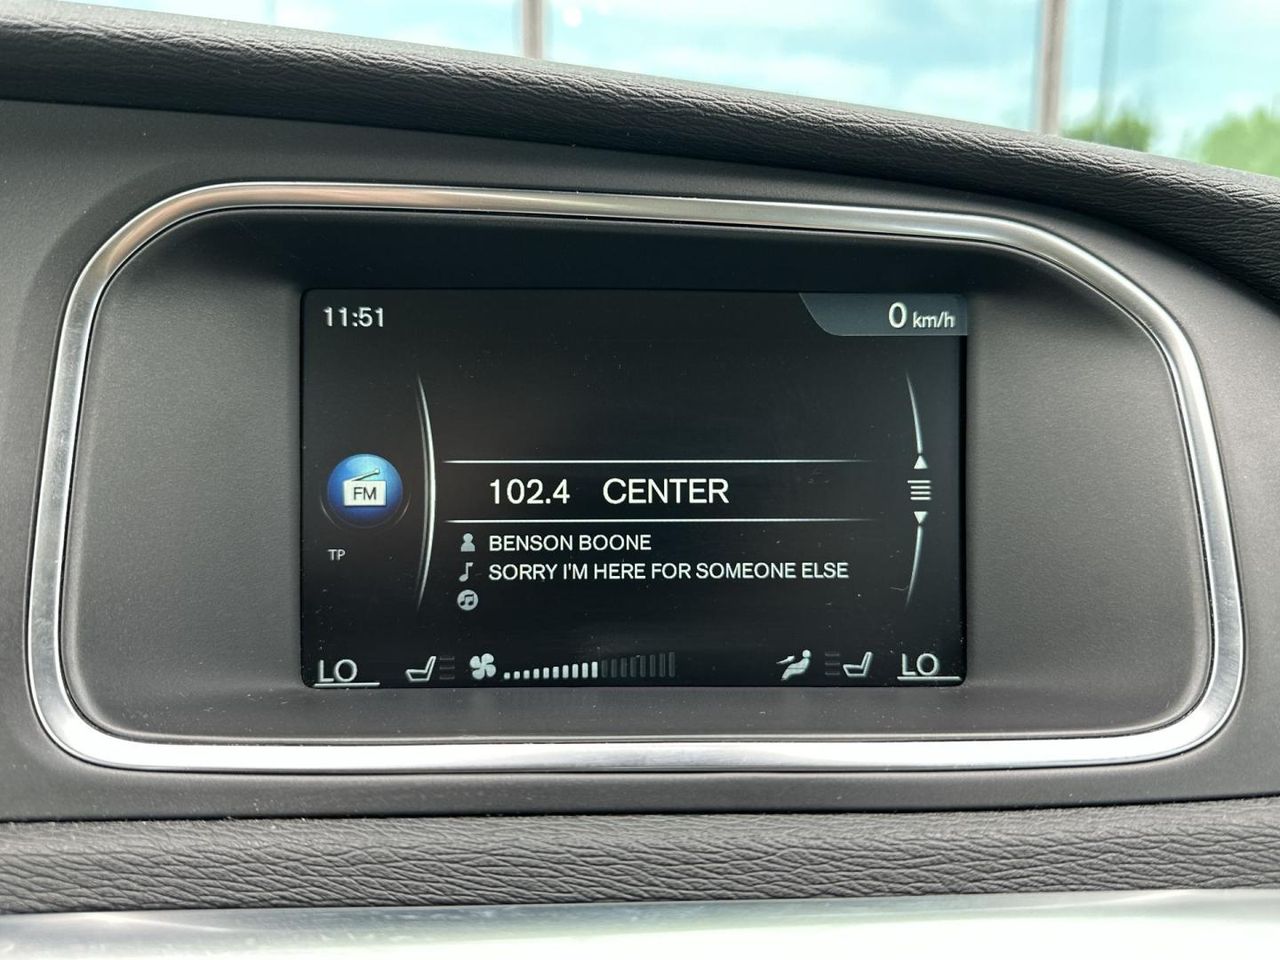 11:51
0 km/h
FM
102.4 CENTER
TP
BENSON BOONE
SORRY I'M HERE FOR SOMEONE ELSE
LO
LO